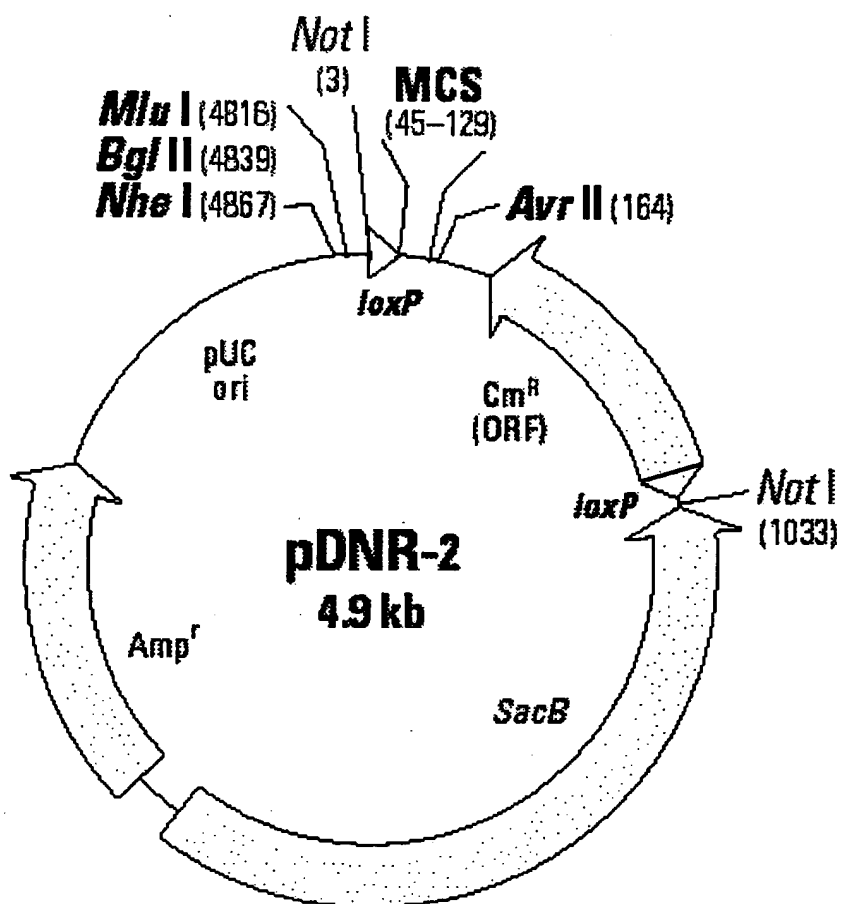 Not I
(3)
MCS
(45–129)
Mlu I (4816)
Bgl II (4839)
Nhe I (4867)
Avr II (164)
loxP
pUC
ori
Cm^R
(ORF)
loxP
Not I
(1033)
pDNR-2
4.9 kb
Amp^r
SacB